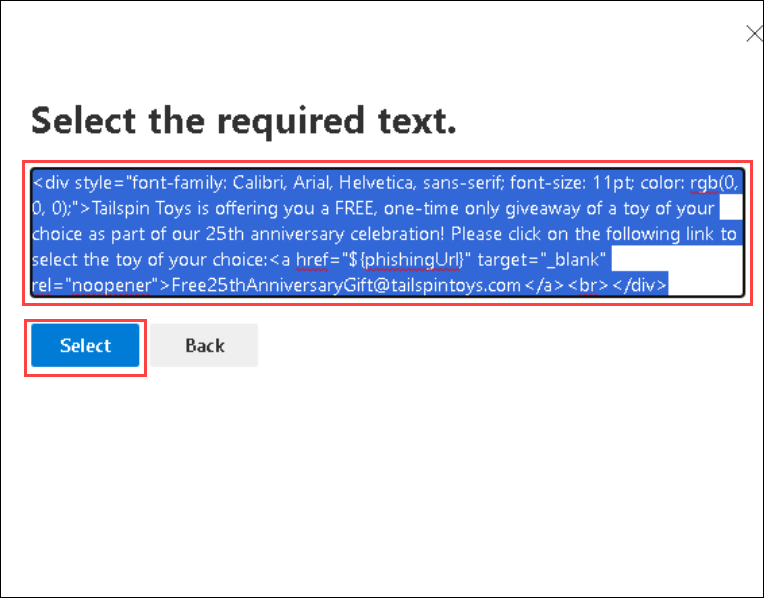 Select the required text.
<div style="font-family: Calibri, Arial, Helvetica, sans-serif; font-size: 11pt; color: rgb(0,
0, 0);">Tailspin Toys is offering you a FREE, one-time only giveaway of a toy of your
choice as part of our 25th anniversary celebration! Please click on the following link to
select the toy of your choice:<a href="${phishingUrl}" target="_blank"
rel="noopener">Free25thAnniversaryGift@tailspintoys.com</a><br></div>
Select Back